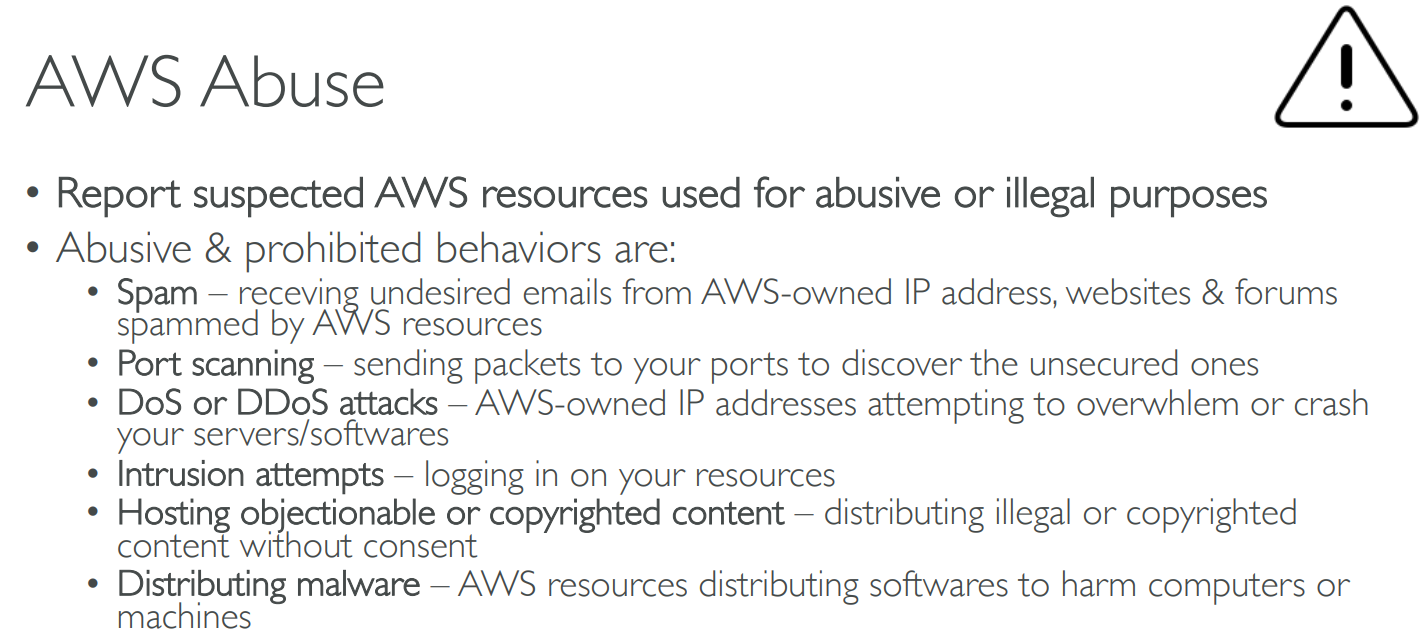 AWS Abuse
• Report suspected AWS resources used for abusive or illegal purposes
• Abusive & prohibited behaviors are:
• Spam – receving undesired emails from AWS-owned IP address, websites & forums
spammed by AWS resources
• Port scanning – sending packets to your ports to discover the unsecured ones
• DoS or DDoS attacks – AWS-owned IP addresses attempting to overwhlem or crash
your servers/softwares
• Intrusion attempts – logging in on your resources
• Hosting objectionable or copyrighted content – distributing illegal or copyrighted
content without consent
• Distributing malware – AWS resources distributing softwares to harm computers or
machines